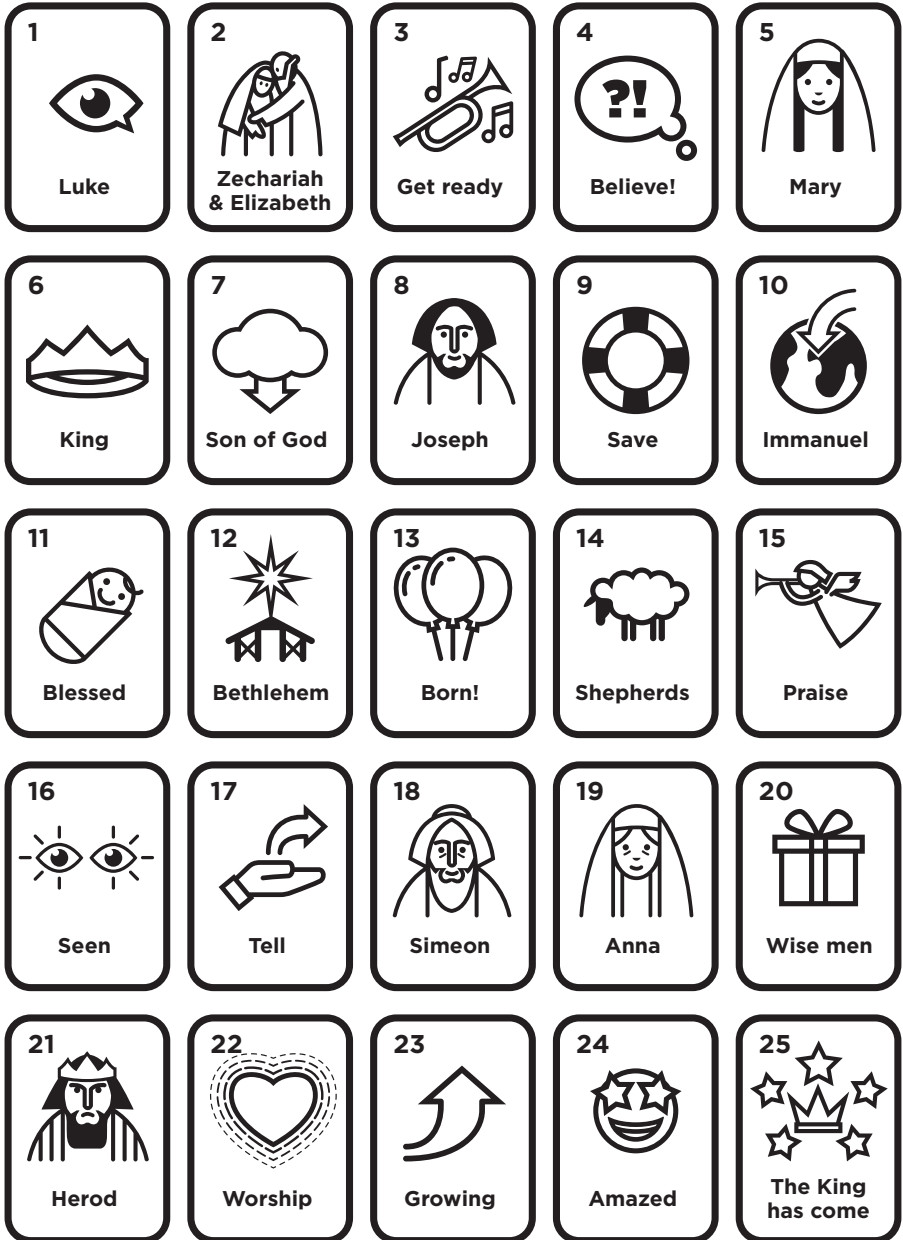 1
Luke
2
Zechariah
& Elizabeth
3
Get ready
4
?!
Believe!
5
Mary
6
King
7
Son of God
8
Joseph
9
Save
10
Immanuel
11
Blessed
12
Bethlehem
13
Born!
14
Shepherds
15
Praise
16
Seen
17
Tell
18
Simeon
19
Anna
20
Wise men
21
Herod
22
Worship
23
Growing
24
Amazed
25
The King
has come